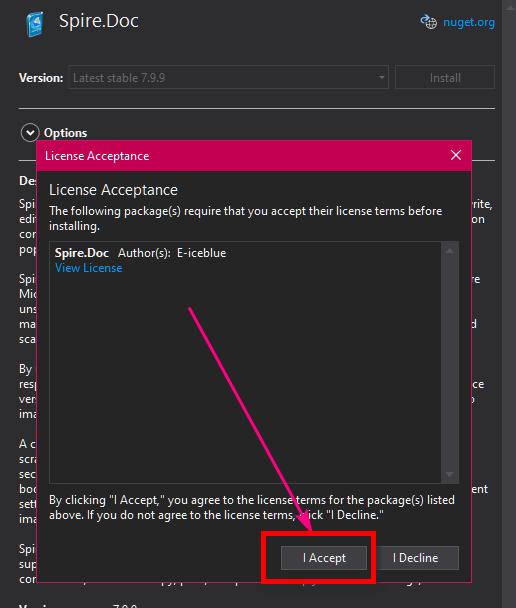 Spire.Doc
nuget.org
Version:
Latest stable 7.9.9
Install
Options
License Acceptance
License Acceptance
The following package(s) require that you accept their license terms before
installing.
Spire.Doc Author(s): E-iceblue
View License
By clicking "I Accept," you agree to the license terms for the package(s) listed
above. If you do not agree to the license terms, click "I Decline."
I Accept
I Decline